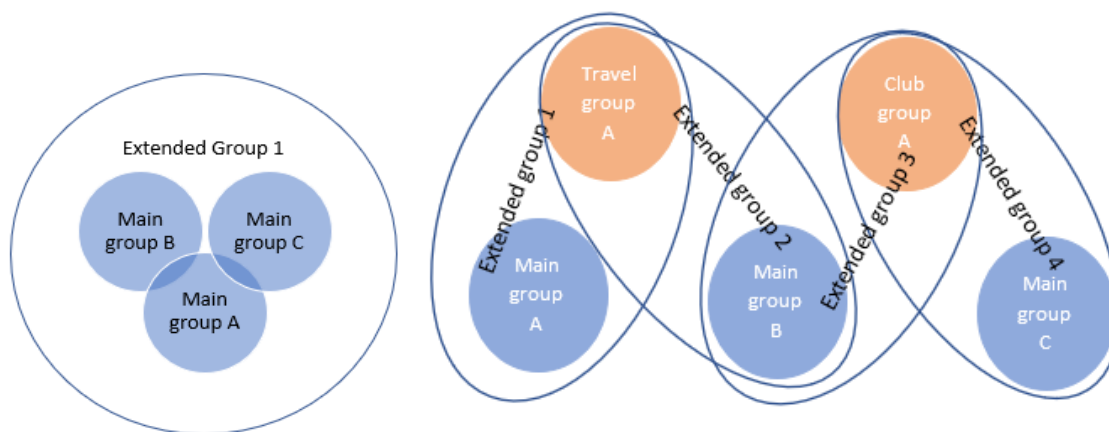 Extended Group 1
Main
group B
Main
group C
Main
group A
Travel
group
A
Club
group
A
Extended group 1
Extended group 2
Extended group 3
Extended group 4
Main
group
A
Main
group
B
Main
group
C